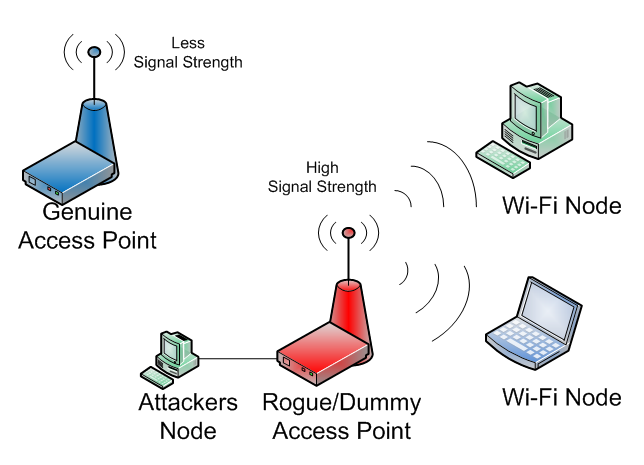 Less
Signal Strength
Genuine
Access Point
High
Signal Strength
Wi-Fi Node
Wi-Fi Node
Attackers
Node
Rogue/Dummy
Access Point